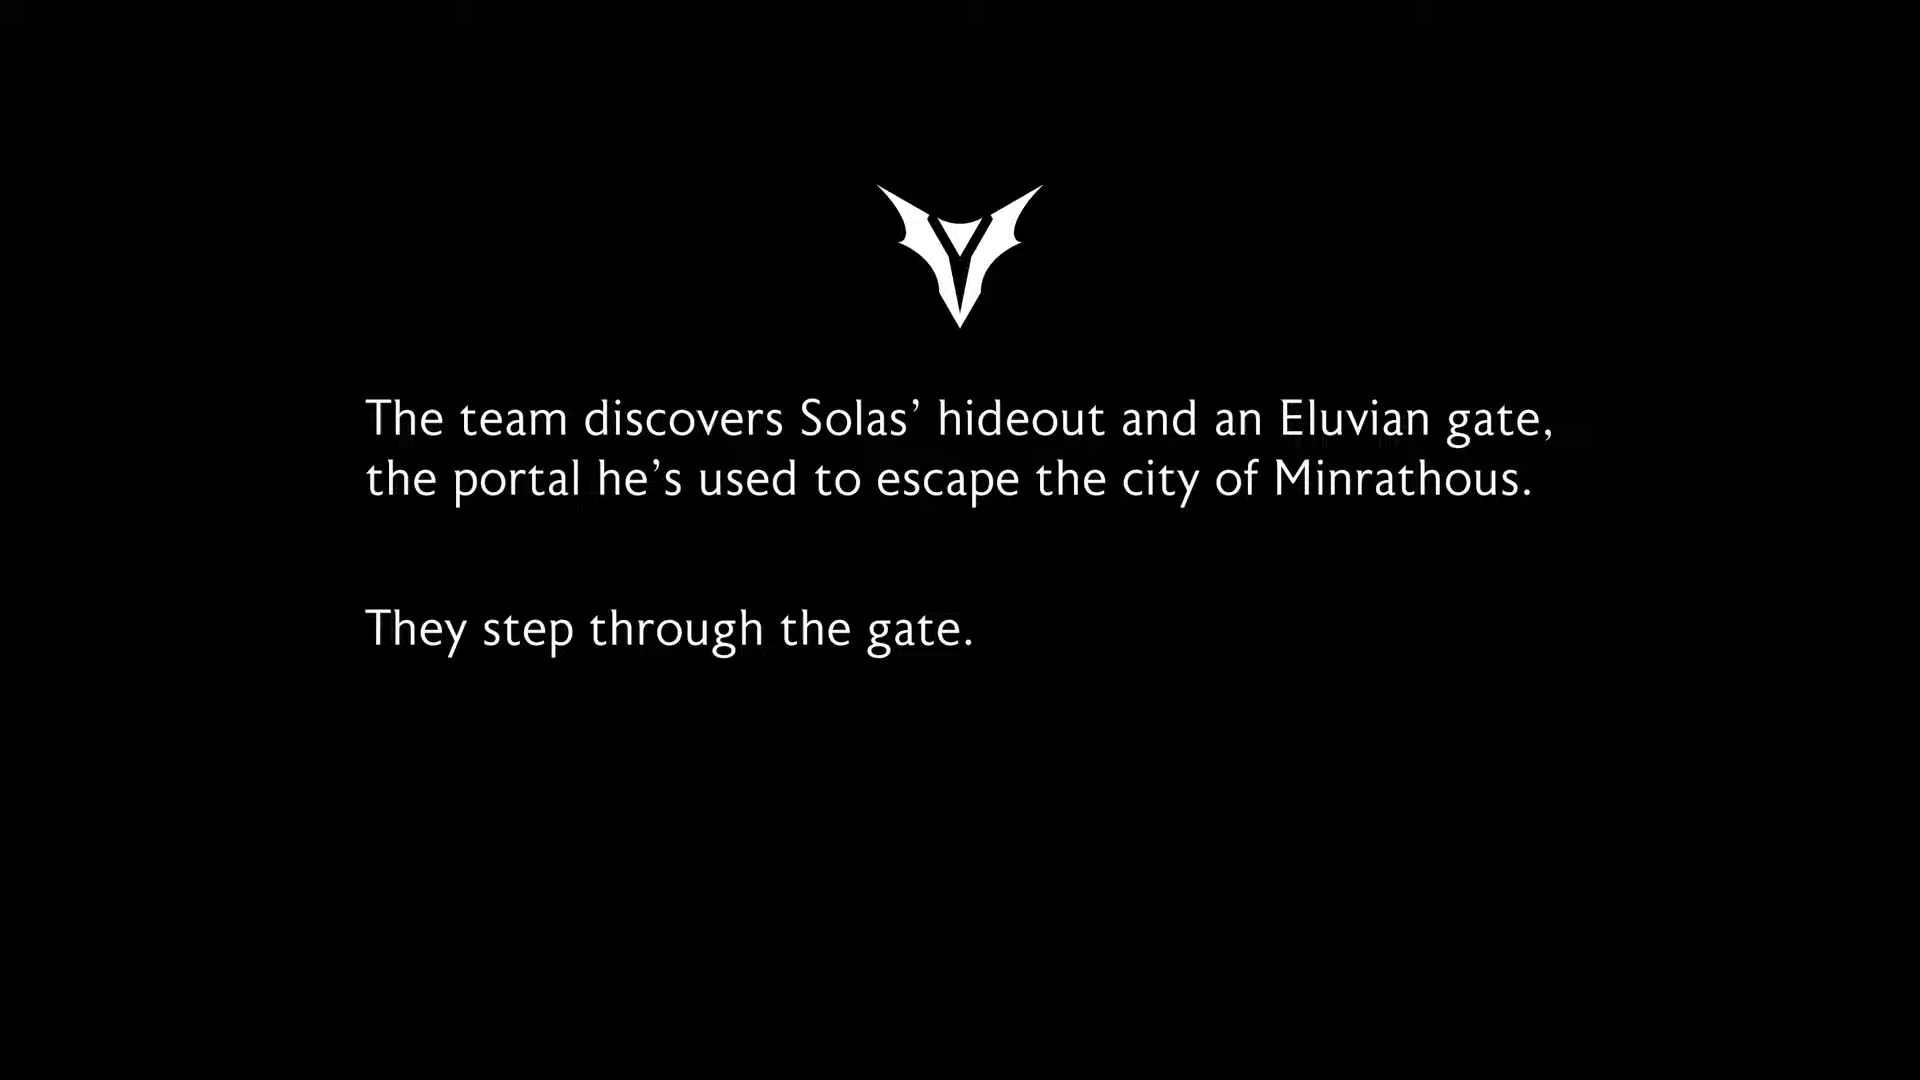 The team discovers Solas’ hideout and an Eluvian gate,
the portal he’s used to escape the city of Minrathous.
They step through the gate.